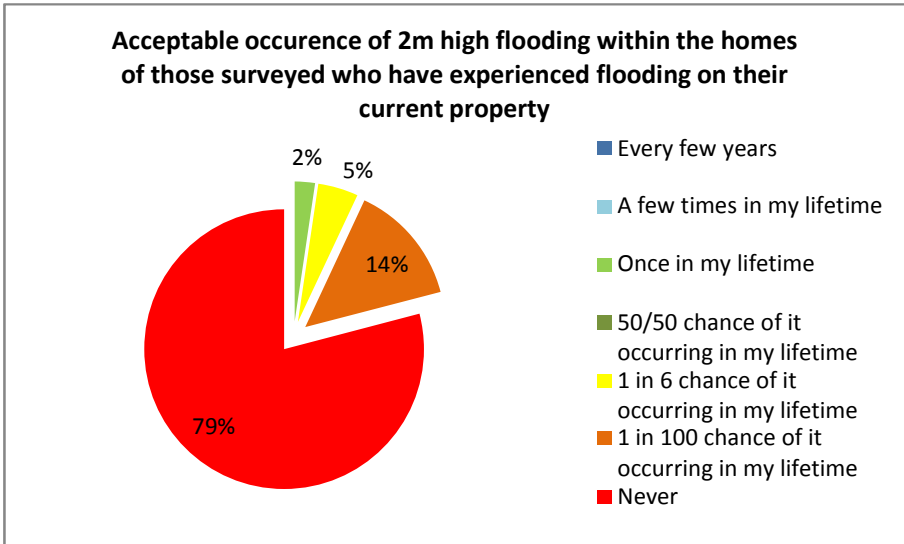 Acceptable occurence of 2m high flooding within the homes
of those surveyed who have experienced flooding on their
current property
2%
5%
14%
79%
Every few years
A few times in my lifetime
Once in my lifetime
50/50 chance of it
occurring in my lifetime
1 in 6 chance of it
occurring in my lifetime
1 in 100 chance of it
occurring in my lifetime
Never